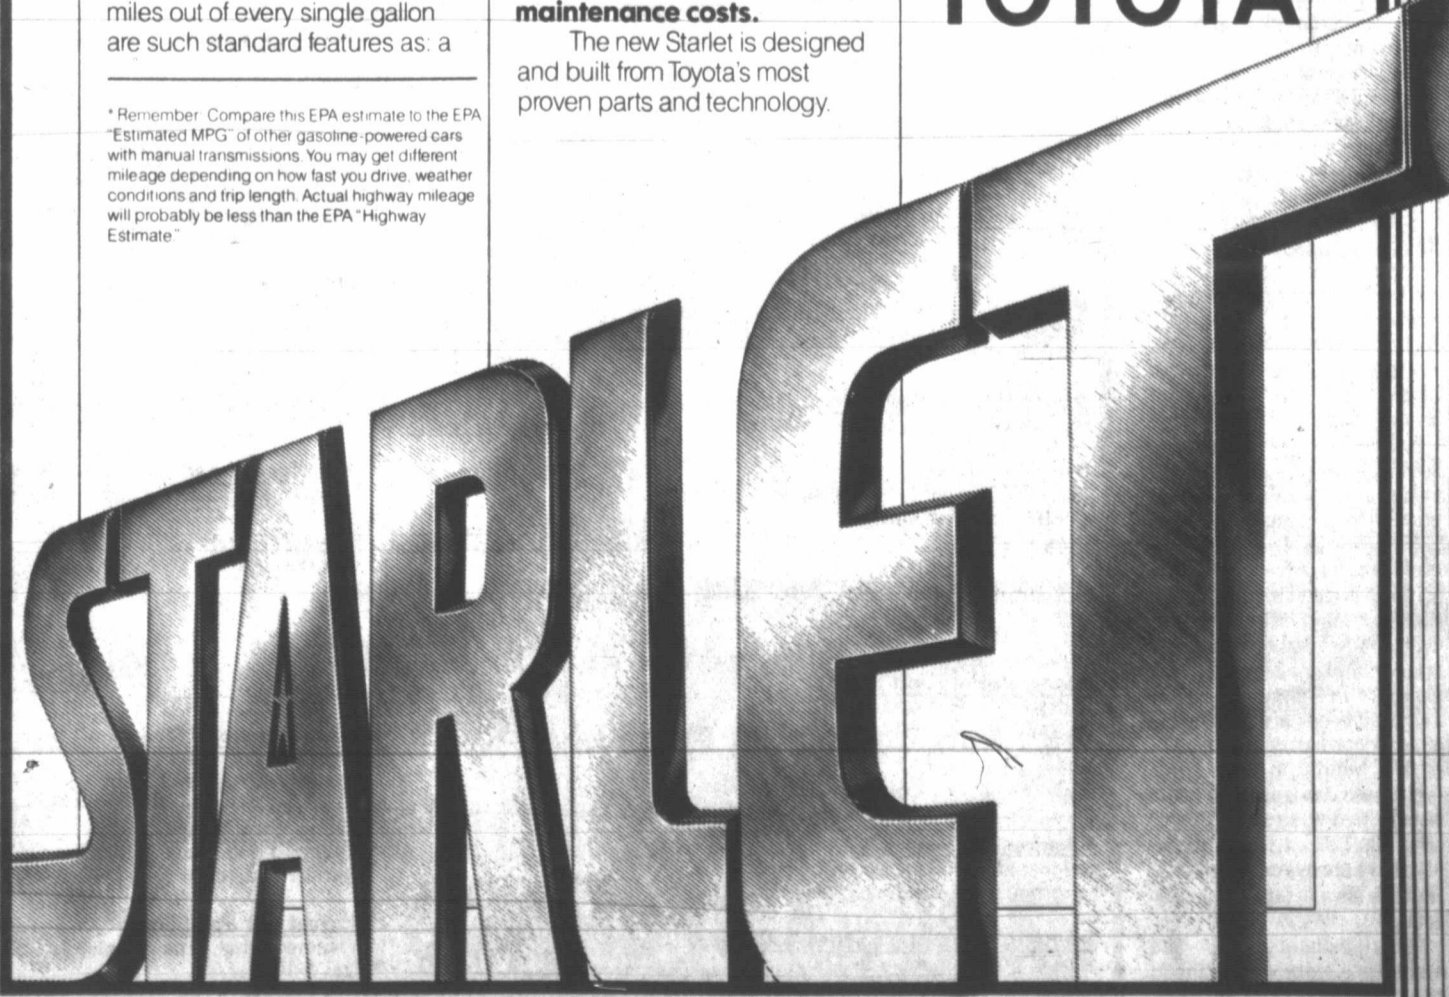 miles out of every single gallon
are such standard features as: a
* Remember: Compare this EPA estimate to the EPA
"Estimated MPG" of other gasoline-powered cars
with manual transmissions. You may get different
mileage depending on how fast you drive, weather
conditions and trip length. Actual highway mileage
will probably be less than the EPA "Highway
Estimate."
maintenance costs.
The new Starlet is designed
and built from Toyota's most
proven parts and technology.
TOYOTA
STARLET